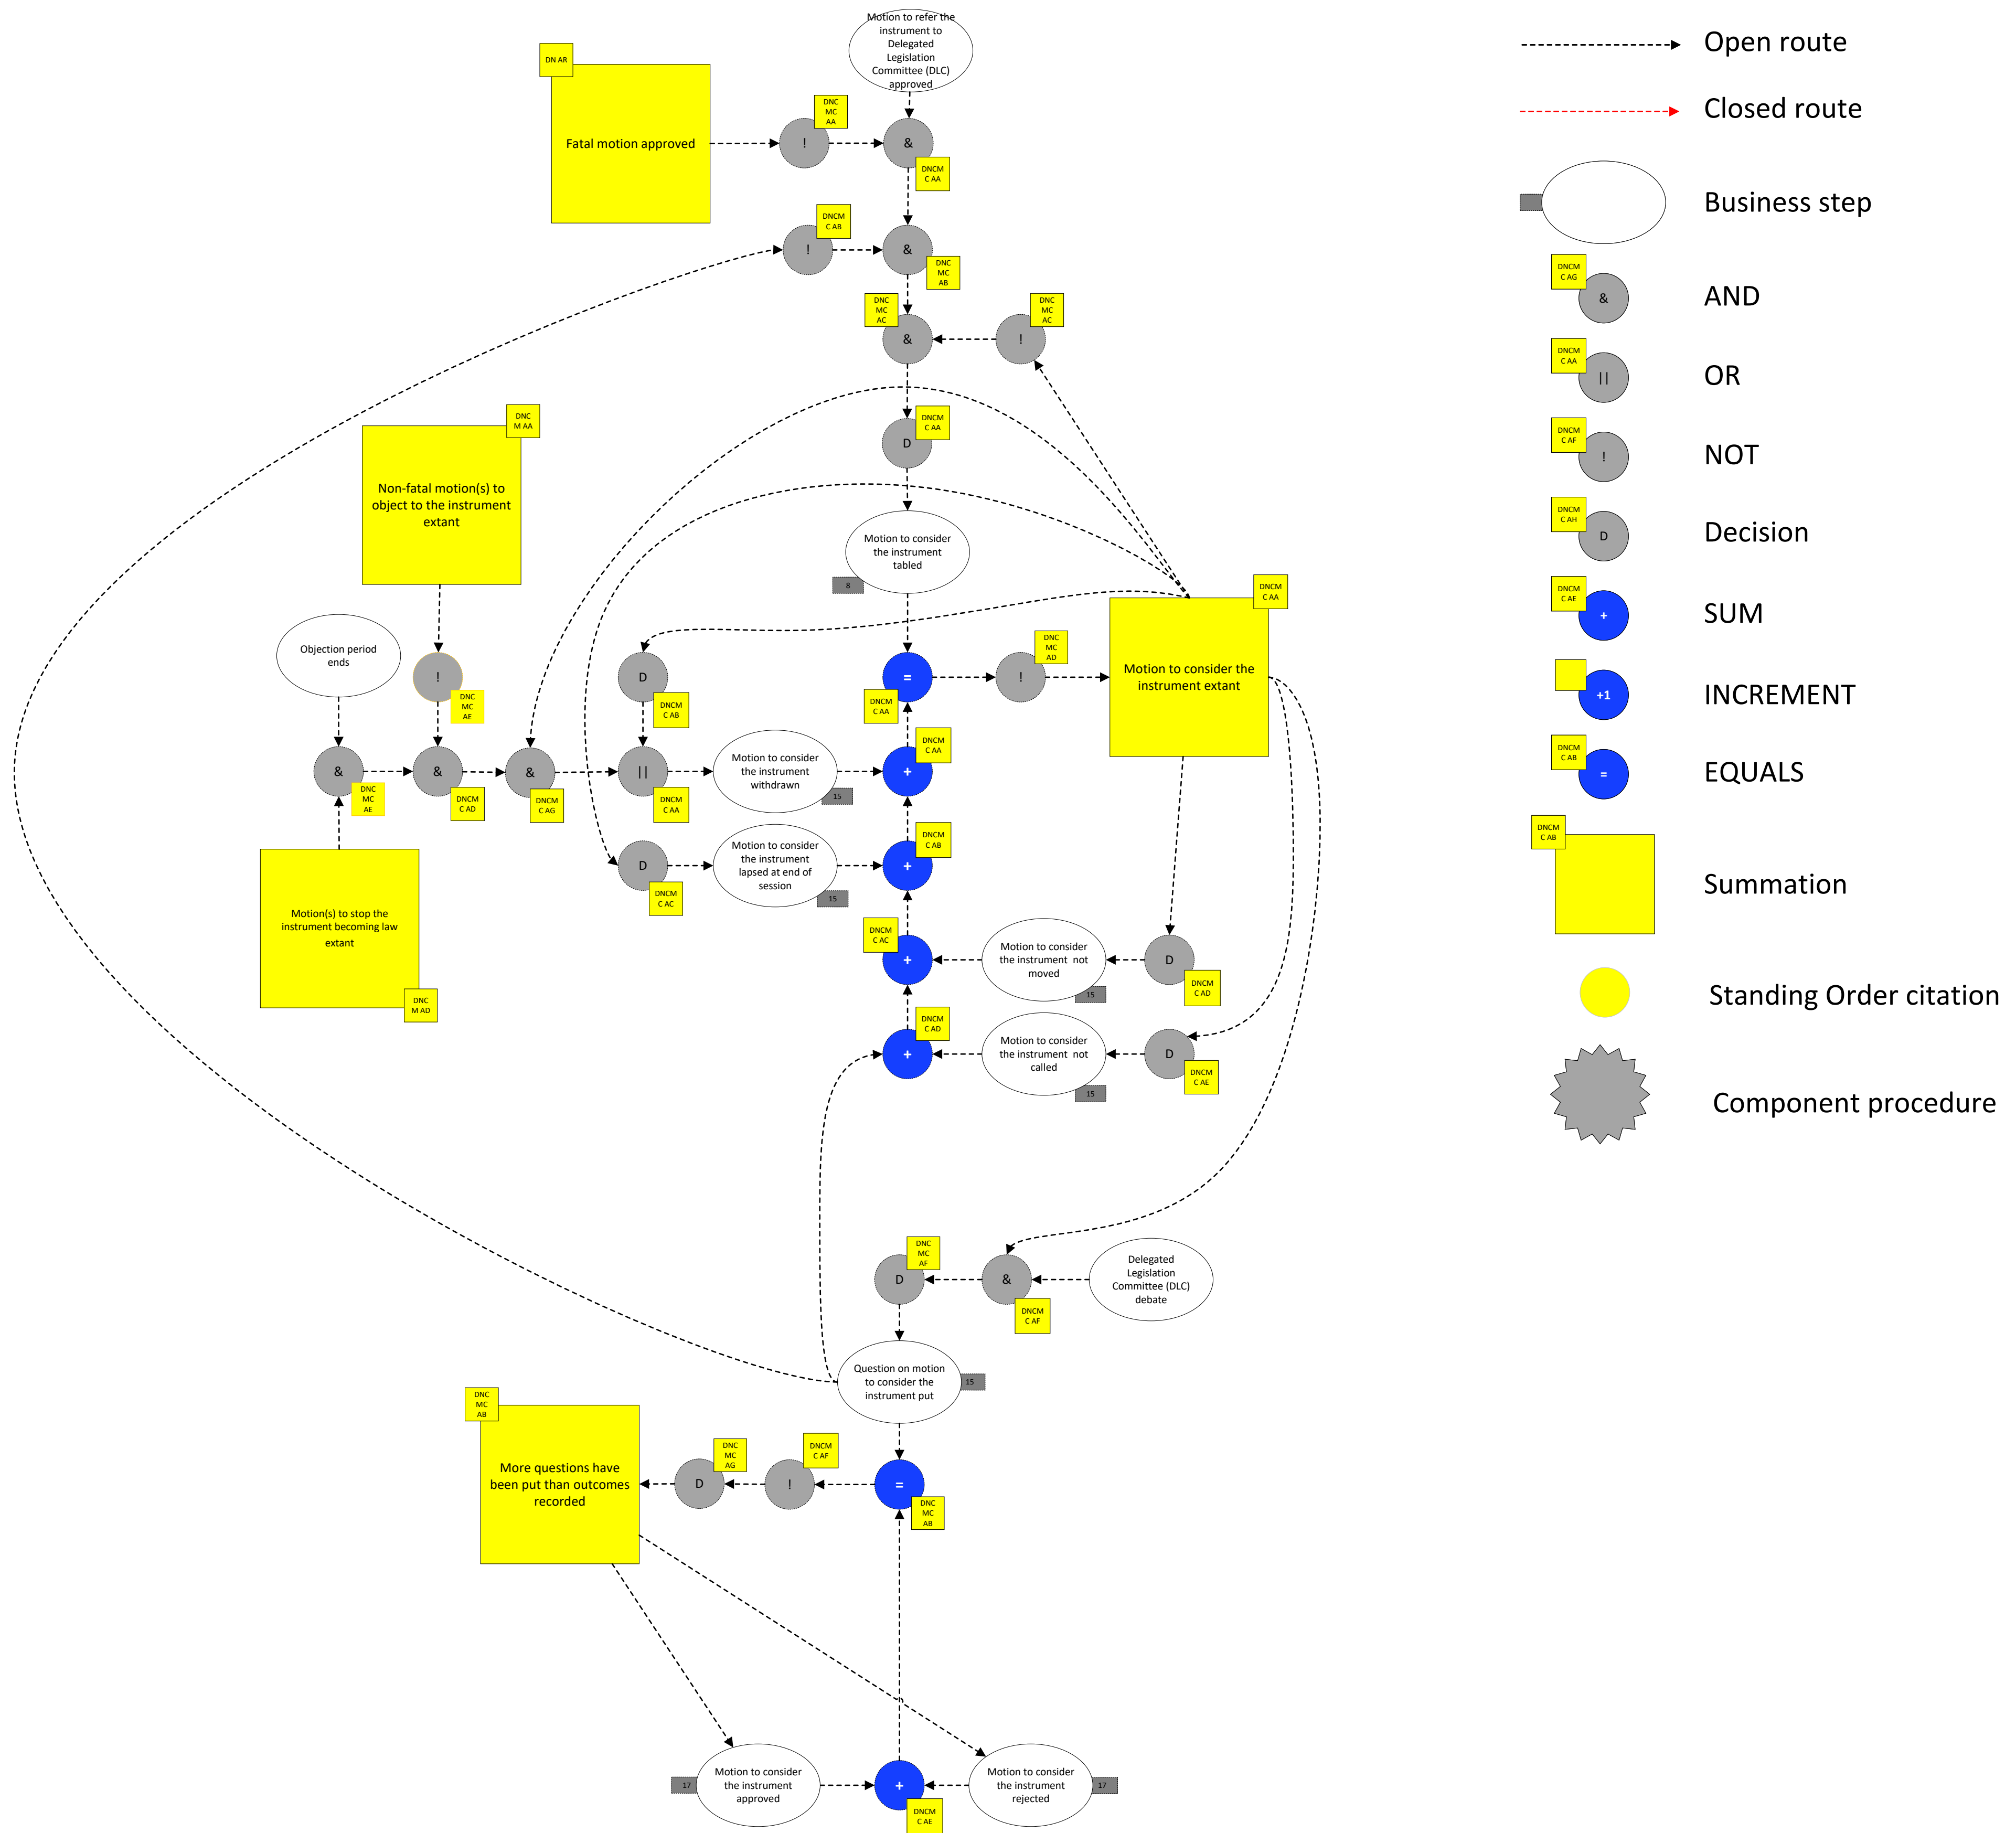 Motion to refer the
instrument to
Delegated
Legislation
Committee (DLC)
approved
DN AR
Fatal motion approved
DNC
MC
AA
!
&
DNCM
C AA
DNCM
C AB
!
&
DNC
MC
AB
DNC
MC
AC
&
DNC
MC
AC
!
DNCM
C AA
D
DNC
M AA
Non-fatal motion(s) to
object to the instrument
extant
Motion to consider
the instrument
tabled
8
DNCM
C AA
Motion to consider the
instrument extant
Objection period
ends
!
DNC
MC
AE
D
DNCM
C AB
=
DNCM
C AA
!
DNC
MC
AD
&
DNC
MC
AE
&
DNCM
C AD
&
DNCM
C AG
||
DNCM
C AA
Motion to consider
the instrument
withdrawn
15
DNCM
C AA
+
D
DNCM
C AC
Motion to consider
the instrument
lapsed at end of
session
15
DNCM
C AB
+
Motion(s) to stop the
instrument becoming law
extant
DNC
M AD
DNCM
C AC
+
Motion to consider
the instrument not
moved
15
D
DNCM
C AD
DNCM
C AD
+
Motion to consider
the instrument not
called
15
D
DNCM
C AE
DNC
MC
AF
D
&
DNCM
C AF
Delegated
Legislation
Committee (DLC)
debate
Question on motion
to consider the
instrument put
15
DNC
MC
AB
More questions have
been put than outcomes
recorded
DNC
MC
AG
D
DNCM
C AF
!
=
DNC
MC
AB
17
Motion to consider
the instrument
approved
+
DNCM
C AE
Motion to consider
the instrument
rejected
17
Open route
Closed route
Business step
DNCM
C AG
&
AND
DNCM
C AA
||
OR
DNCM
C AF
!
NOT
DNCM
C AH
D
Decision
DNCM
C AE
+
SUM
+1
INCREMENT
DNCM
C AB
=
EQUALS
DNCM
C AB
Summation
Standing Order citation
Component procedure